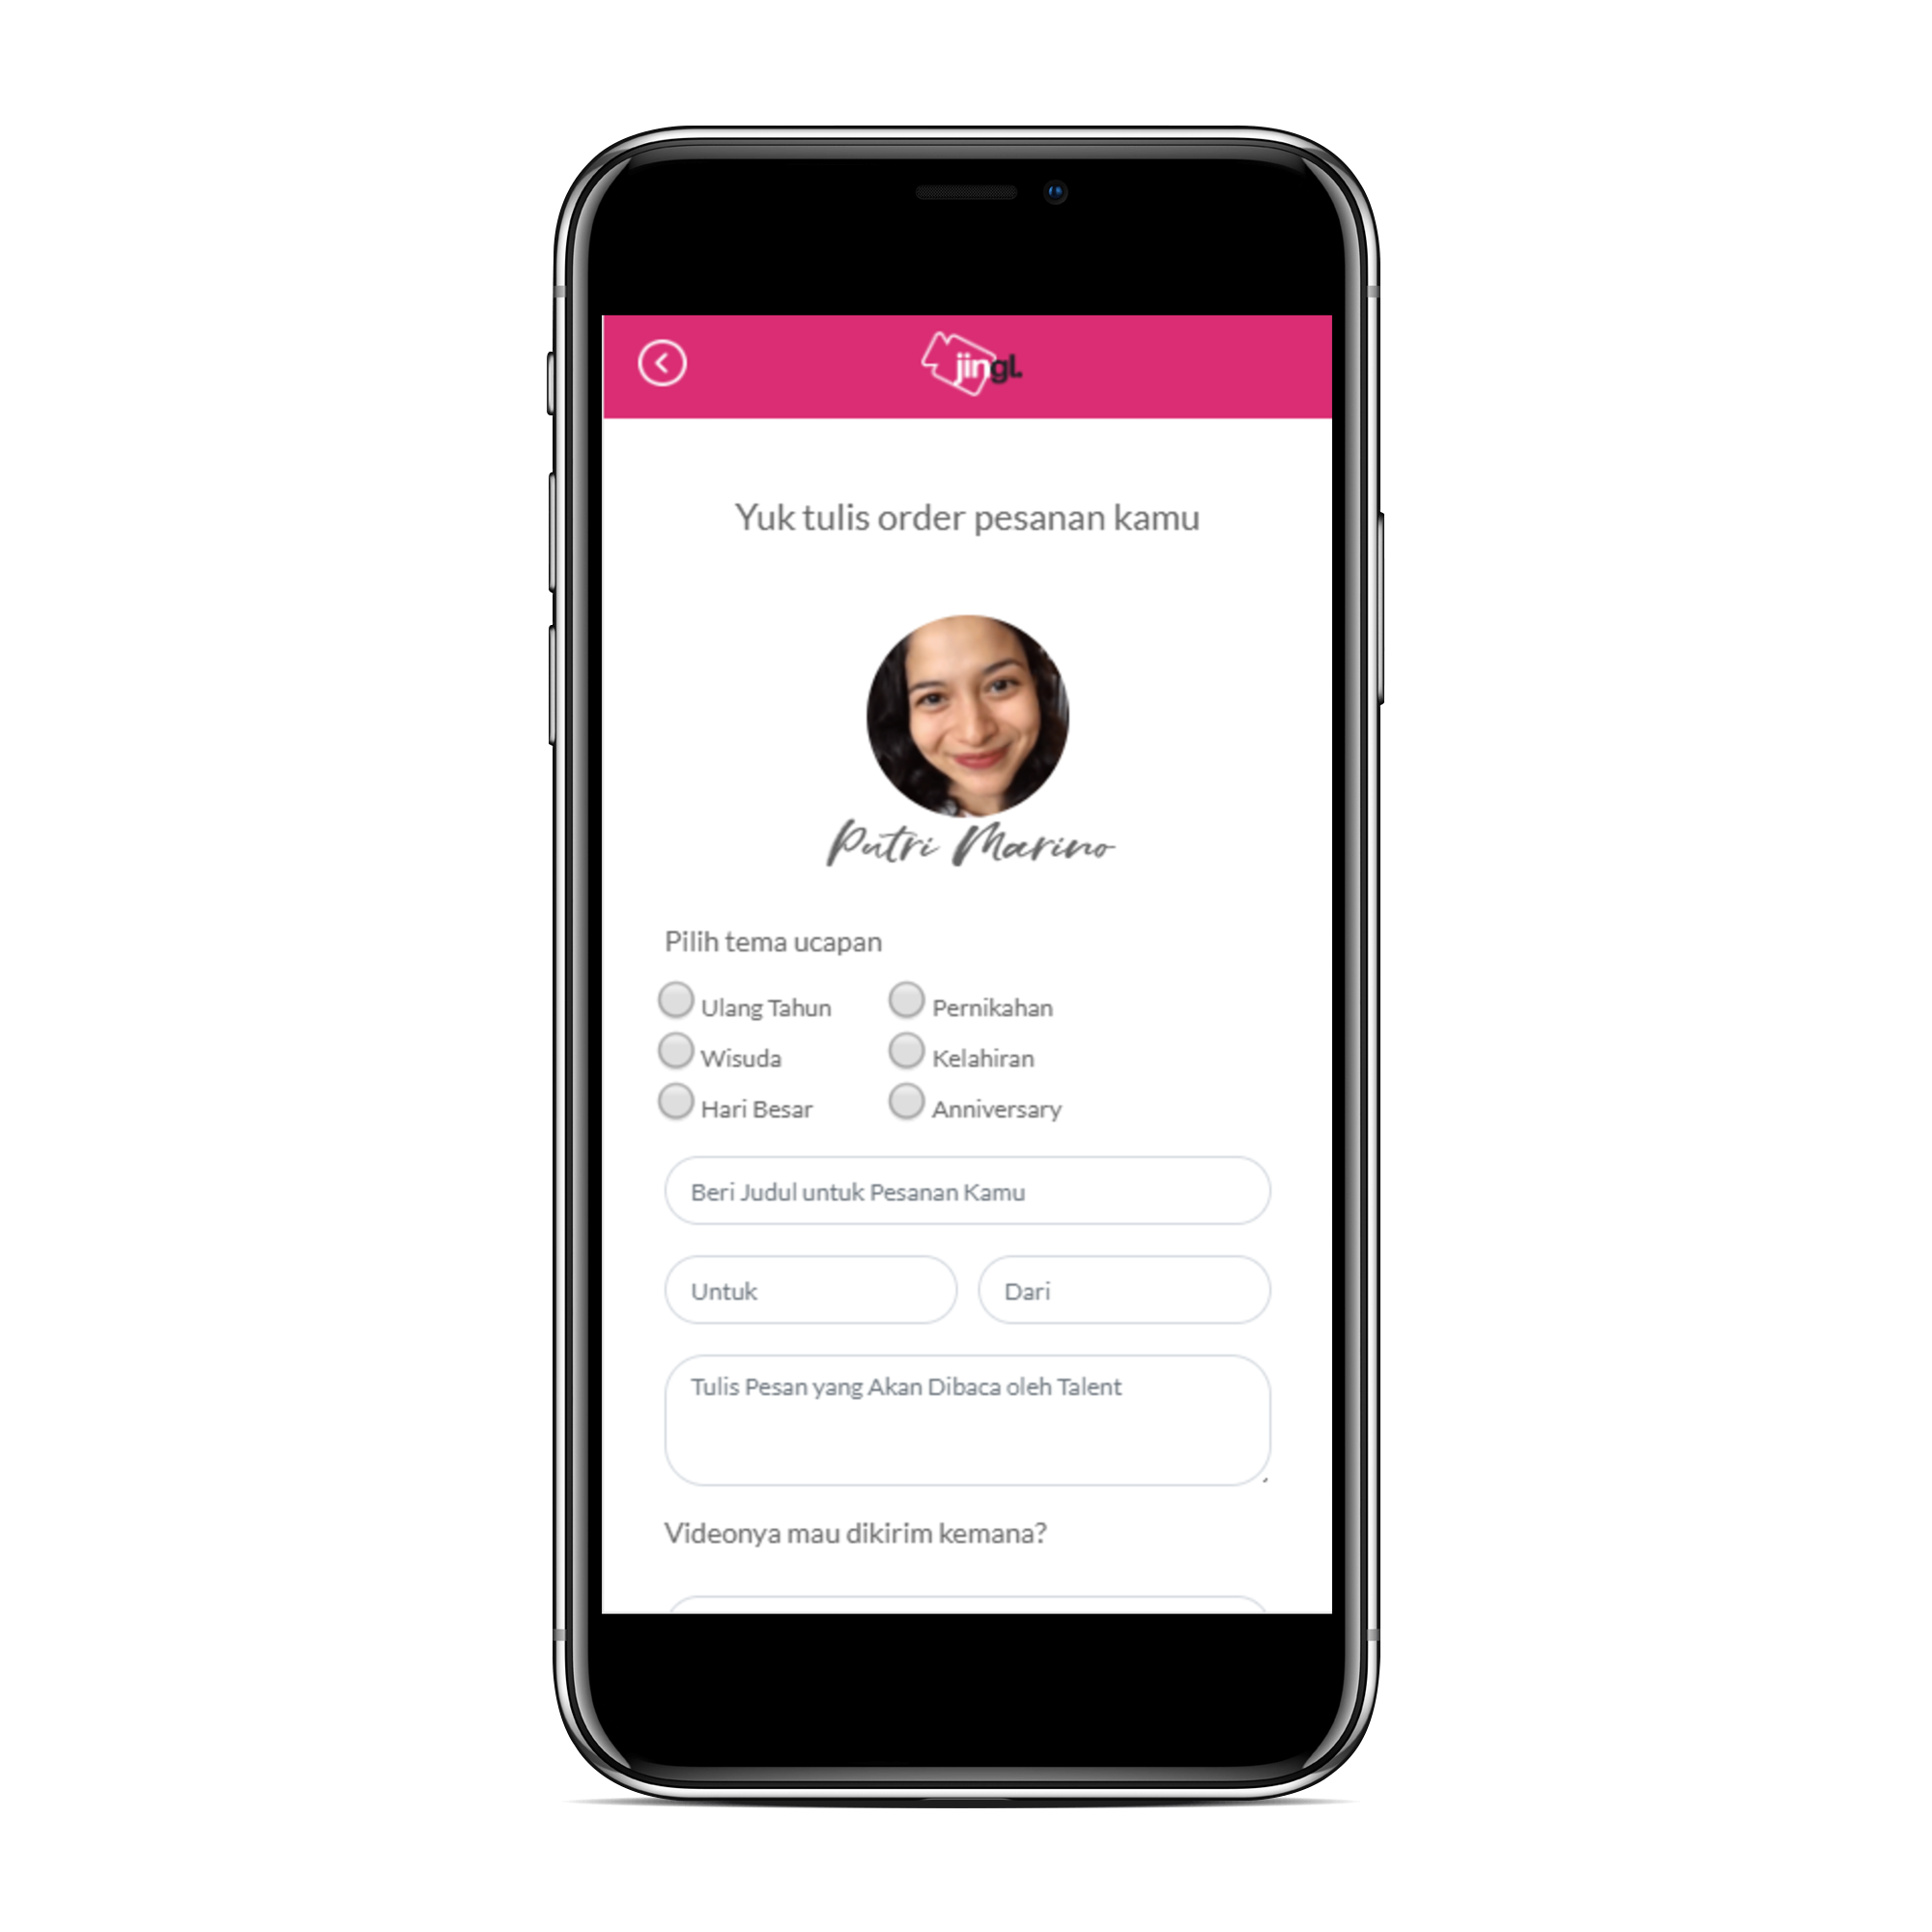 jingl.
Yuk tulis order pesanan kamu
Putri Marino
Pilih tema ucapan
Ulang Tahun
Pernikahan
Wisuda
Kelahiran
Hari Besar
Anniversary
Beri Judul untuk Pesanan Kamu
Untuk
Dari
Tulis Pesan yang Akan Dibaca oleh Talent
Videonya mau dikirim kemana?